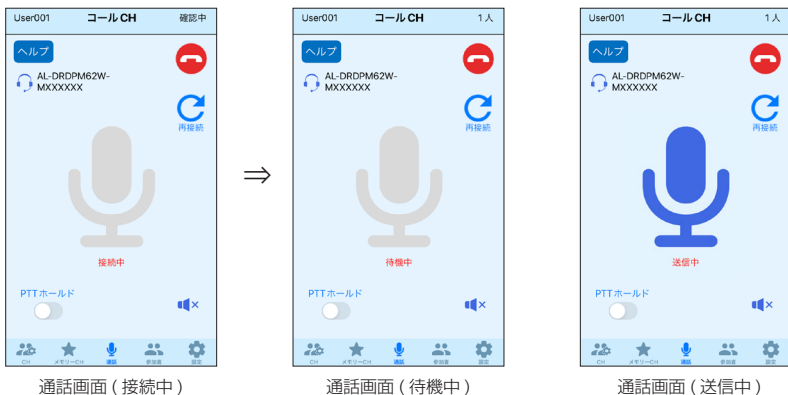 User001 コールCH 確認中
ヘルプ
AL-DRDPM62W-
MXXXXXX
再接続
接続中
PTTホールド
CH メモリーCH 通話 参加者 設定
通話画面 ( 接続中 )
⇒
User001 コールCH 1人
ヘルプ
AL-DRDPM62W-
MXXXXXX
再接続
待機中
PTTホールド
CH メモリーCH 通話 参加者 設定
通話画面 ( 待機中 )
User001 コールCH 1人
ヘルプ
AL-DRDPM62W-
MXXXXXX
再接続
送信中
PTTホールド
CH メモリーCH 通話 参加者 設定
通話画面 ( 送信中 )